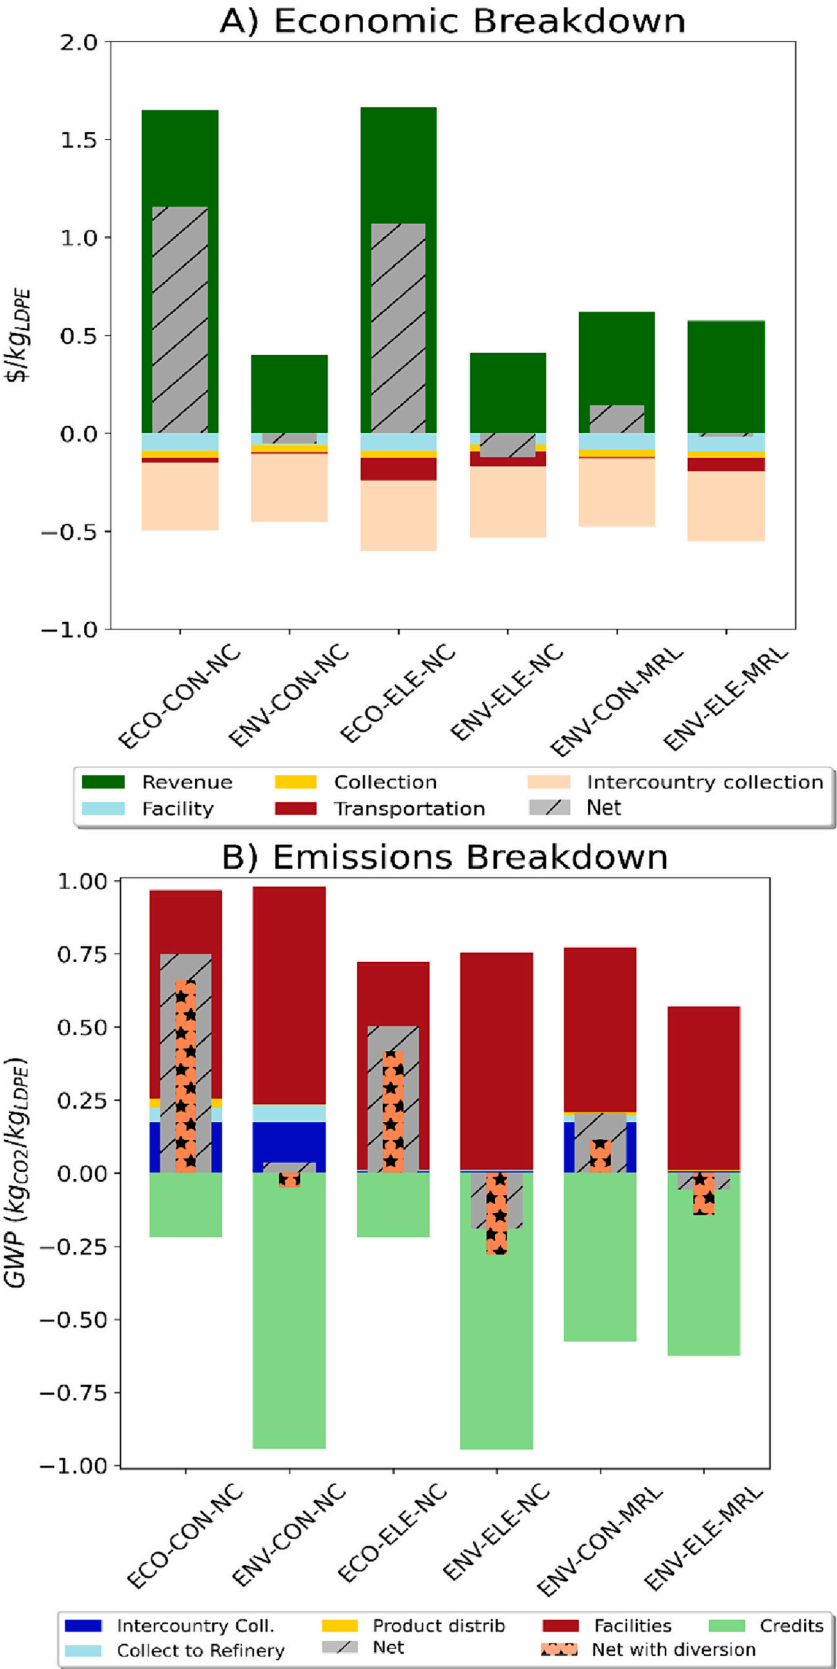 A) Economic Breakdown
2.0
1.5
1.0
0.5
0.0
−0.5
−1.0
$/kgLDPE
ECO-CON-NC
ENV-CON-NC
ECO-ELE-NC
ENV-ELE-NC
ENV-CON-MRL
ENV-ELE-MRL
Revenue Collection Intercountry collection
Facility Transportation Net
B) Emissions Breakdown
1.00
0.75
0.50
0.25
0.00
−0.25
−0.50
−0.75
−1.00
GWP (kgCO2/kgLDPE)
ECO-CON-NC
ENV-CON-NC
ECO-ELE-NC
ENV-ELE-NC
ENV-CON-MRL
ENV-ELE-MRL
Intercountry Coll. Product distrib Facilities Credits
Collect to Refinery Net Net with diversion